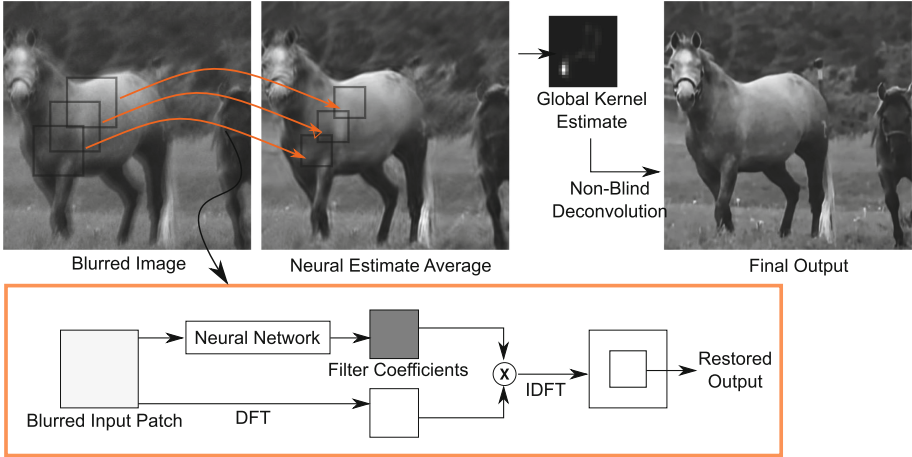 Global Kernel
Estimate
Non-Blind
Deconvolution
Blurred Image
Neural Estimate Average
Final Output
Neural Network
Filter Coefficients
Blurred Input Patch
DFT
X
IDFT
Restored
Output